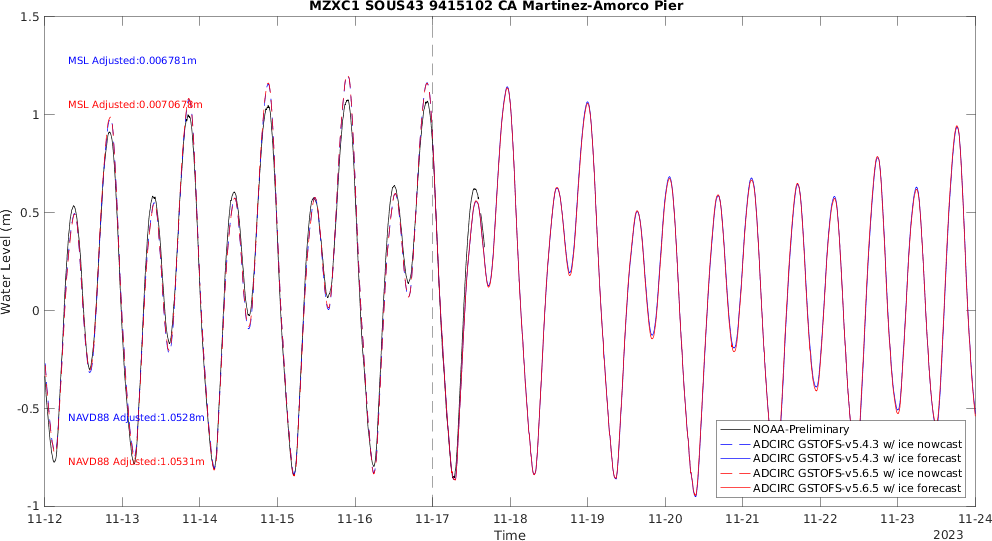 MZXC1 SOUS43 9415102 CA Martinez-Amorco Pier
1.5
1
0.5
0
-0.5
-1
Water Level (m)
MSL Adjusted:0.006781m
MSL Adjusted:0.0070678m
NAVD88 Adjusted:1.0528m
NAVD88 Adjusted:1.0531m
NOAA-Preliminary
ADCIRC GSTOFS-v5.4.3 w/ ice nowcast
ADCIRC GSTOFS-v5.4.3 w/ ice forecast
ADCIRC GSTOFS-v5.6.5 w/ ice nowcast
ADCIRC GSTOFS-v5.6.5 w/ ice forecast
11-12 11-13 11-14 11-15 11-16 11-17 11-18 11-19 11-20 11-21 11-22 11-23 11-24
Time
2023